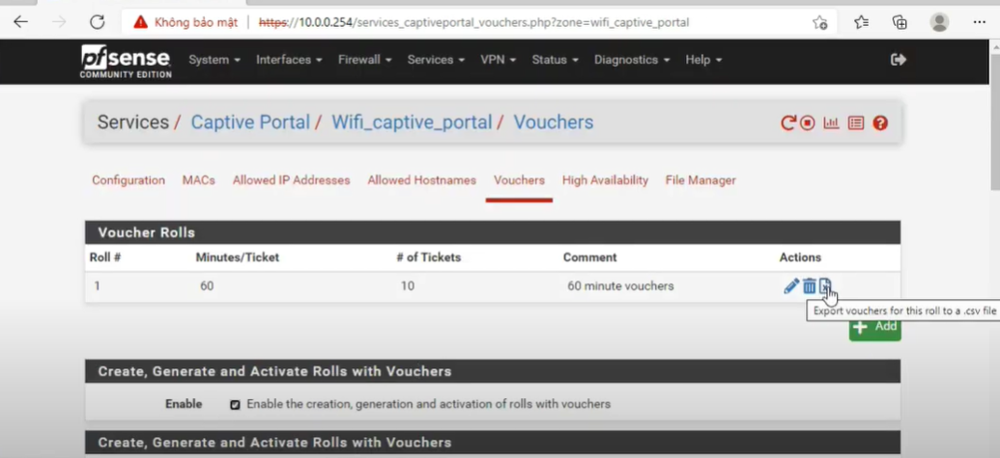 Không bảo mật https://10.0.0.254/services_captiveportal_vouchers.php?zone=wifi_captive_portal
pfsense COMMUNITY EDITION System Interfaces Firewall Services VPN Status Diagnostics Help
Services / Captive Portal / Wifi_captive_portal / Vouchers
Configuration MACs Allowed IP Addresses Allowed Hostnames Vouchers High Availability File Manager
Voucher Rolls
Roll # Minutes/Ticket # of Tickets Comment Actions
1 60 10 60 minute vouchers
Export vouchers for this roll to a .csv file
Add
Create, Generate and Activate Rolls with Vouchers
Enable Enable the creation, generation and activation of rolls with vouchers
Create, Generate and Activate Rolls with Vouchers